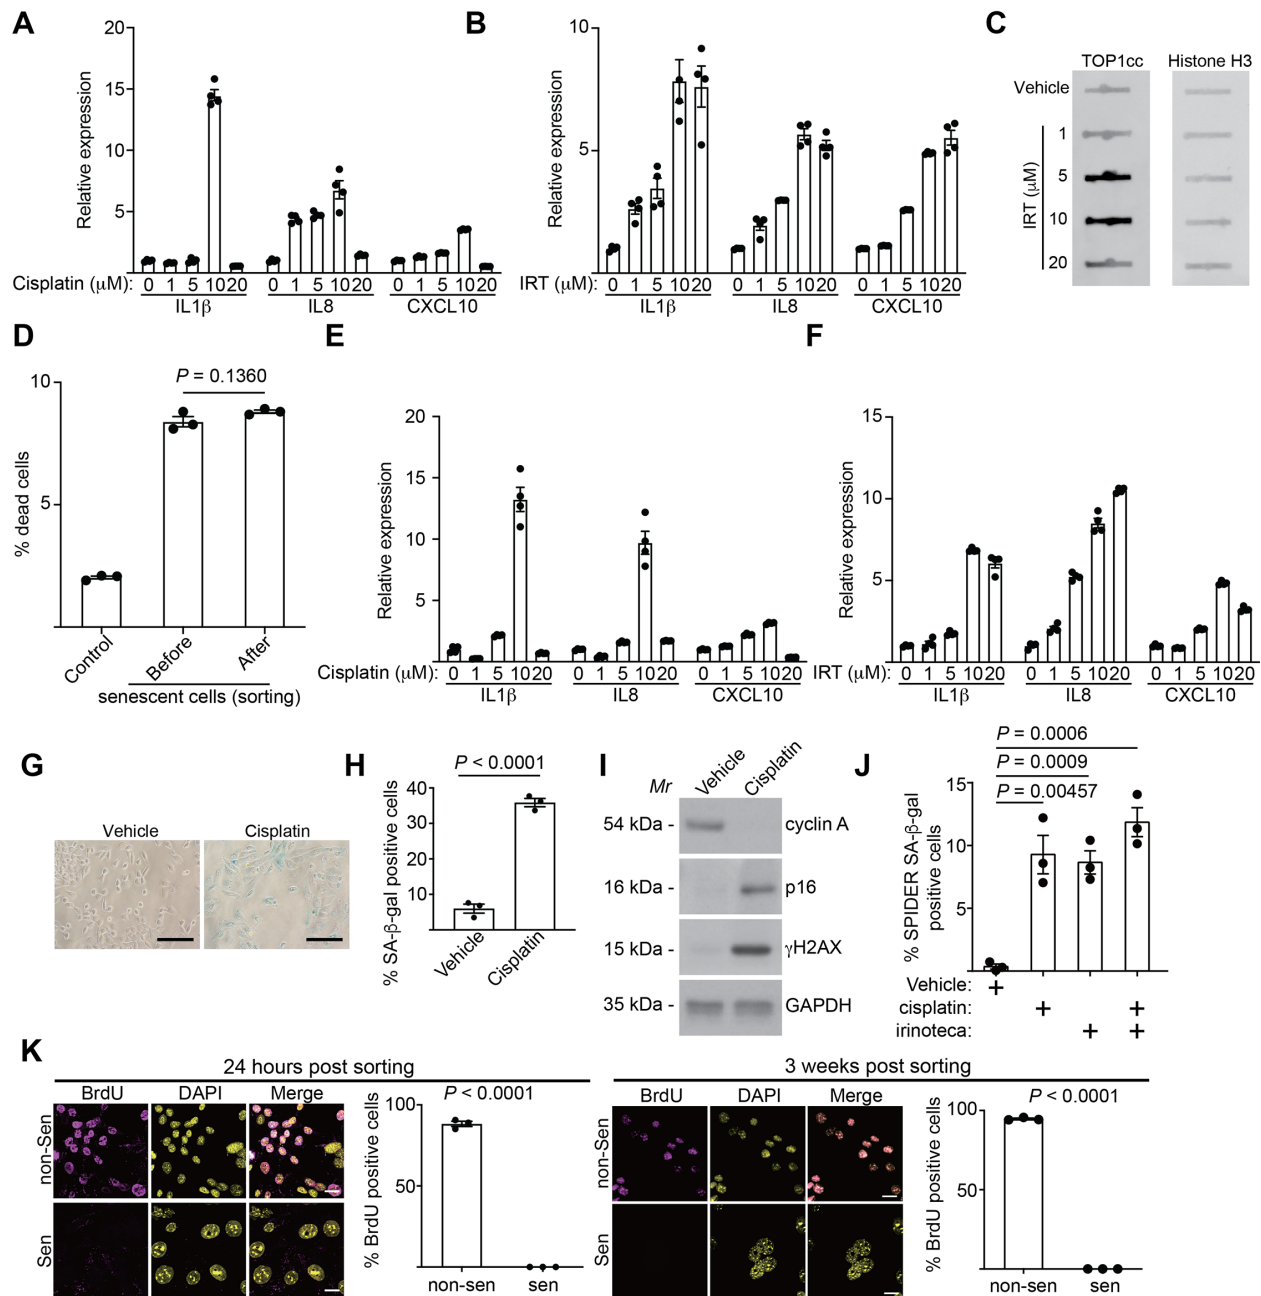 A
20
15
10
5
Relative expression
Cisplatin (μM):
0 1 5 10 20 0 1 5 10 20 0 1 5 10 20
IL1β IL8 CXCL10
B
10
5
Relative expression
IRT (μM):
0 1 5 10 20 0 1 5 10 20 0 1 5 10 20
IL1β IL8 CXCL10
C
TOP1cc Histone H3
Vehicle
1
5
10
20
IRT (μM)
D
P = 0.1360
10
5
% dead cells
Control
Before
After
senescent cells (sorting)
E
20
15
10
5
Relative expression
Cisplatin (μM):
0 1 5 10 20 0 1 5 10 20 0 1 5 10 20
IL1β IL8 CXCL10
F
15
10
5
Relative expression
IRT (μM):
0 1 5 10 20 0 1 5 10 20 0 1 5 10 20
IL1β IL8 CXCL10
G
Vehicle Cisplatin
H
P < 0.0001
40
30
20
10
% SA-β-gal positive cells
Vehicle
Cisplatin
I
Mr
Vehicle
Cisplatin
54 kDa - cyclin A
16 kDa - p16
15 kDa - γH2AX
35 kDa - GAPDH
J
P = 0.0006
P = 0.0009
P = 0.00457
15
10
5
% SPIDER SA-β-gal
positive cells
Vehicle: +
cisplatin: + +
irinoteca: + +
K
24 hours post sorting
BrdU DAPI Merge
non-Sen
Sen
P < 0.0001
100
50
% BrdU positive cells
non-sen sen
3 weeks post sorting
BrdU DAPI Merge
non-Sen
Sen
P < 0.0001
100
50
% BrdU positive cells
non-sen sen